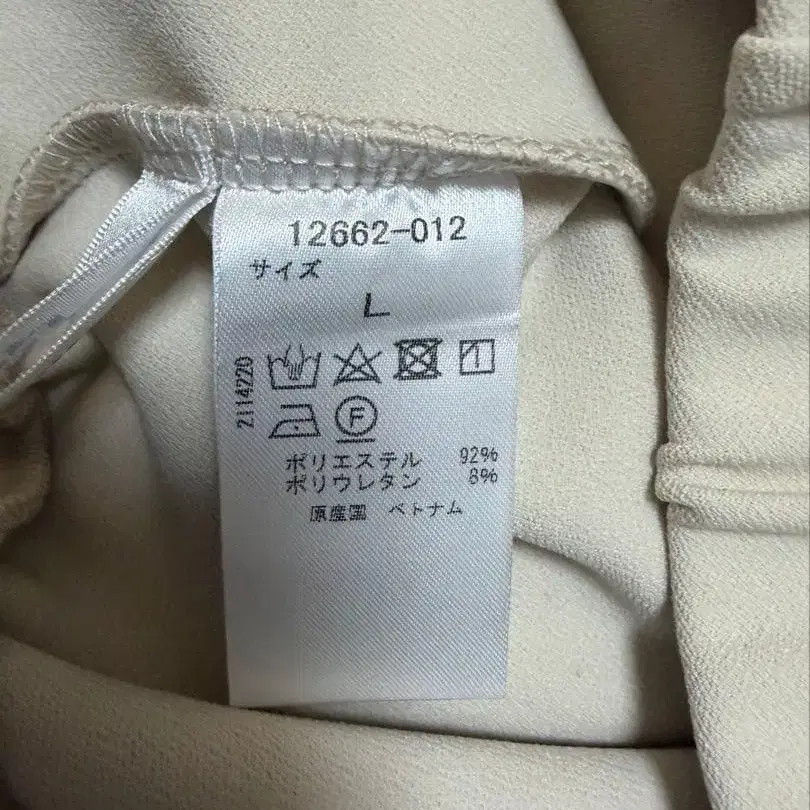 12662-012
サイズ
L
2114220
F
ポリエステル 92%
ポリウレタン 8%
原産国 ベトナム